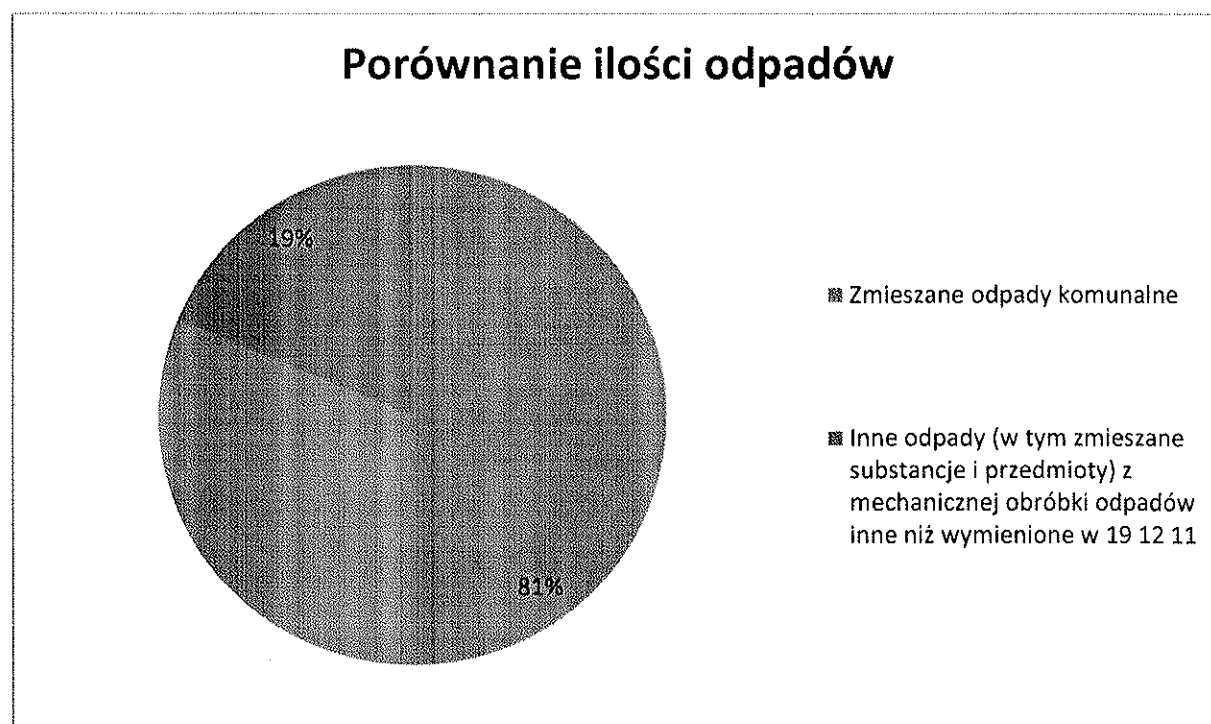 Porównanie ilości odpadów
19%
81%
Zmieszane odpady komunalne
Inne odpady (w tym zmieszane
substancje i przedmioty) z
mechanicznej obróbki odpadów
inne niż wymienione w 19 12 11